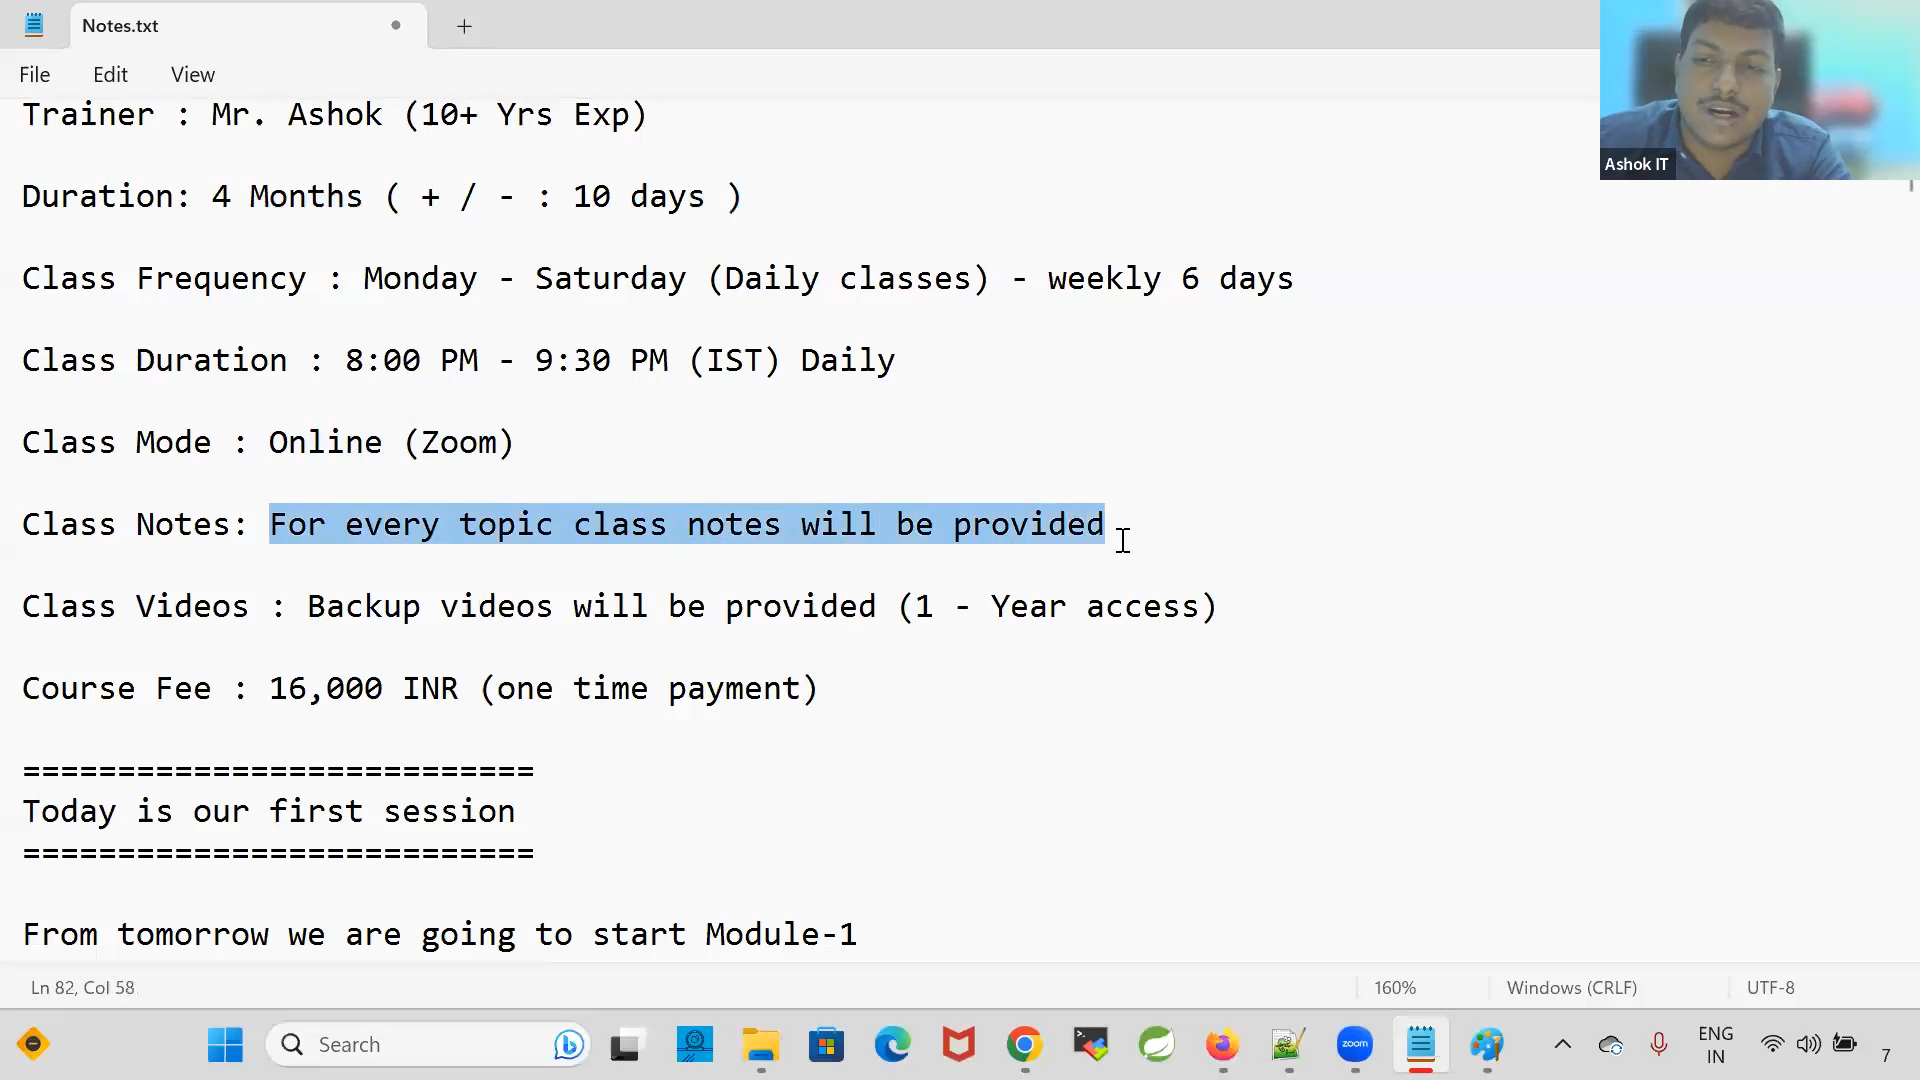 Notes.txt
File Edit View
Trainer : Mr. Ashok (10+ Yrs Exp)
Duration: 4 Months ( + / - : 10 days )
Class Frequency : Monday - Saturday (Daily classes) - weekly 6 days
Class Duration : 8:00 PM - 9:30 PM (IST) Daily
Class Mode : Online (Zoom)
Class Notes: For every topic class notes will be provided
Class Videos : Backup videos will be provided (1 - Year access)
Course Fee : 16,000 INR (one time payment)
===========================
Today is our first session
===========================
From tomorrow we are going to start Module-1
Ashok IT
Ln 82, Col 58 160% Windows (CRLF) UTF-8
Search zoom ENG
IN
7